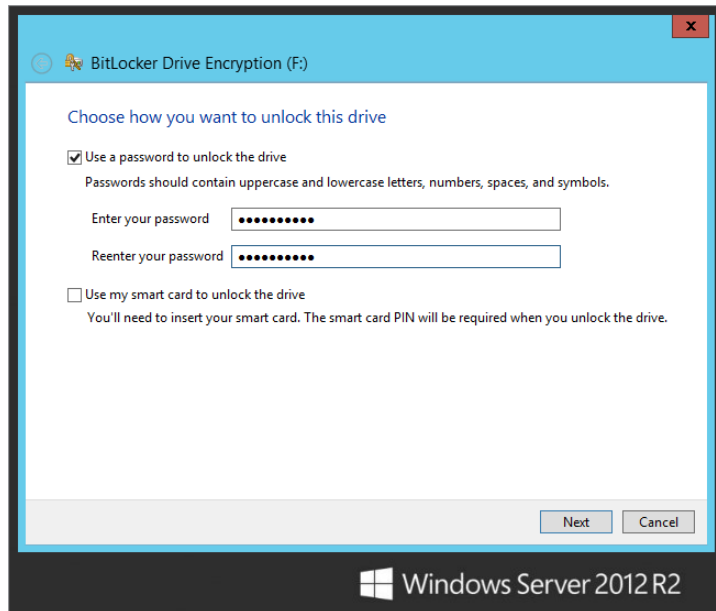 x
BitLocker Drive Encryption (F:)
Choose how you want to unlock this drive
Use a password to unlock the drive
Passwords should contain uppercase and lowercase letters, numbers, spaces, and symbols.
Enter your password ●●●●●●●●●●
Reenter your password ●●●●●●●●●●
Use my smart card to unlock the drive
You'll need to insert your smart card. The smart card PIN will be required when you unlock the drive.
Next Cancel
Windows Server 2012 R2